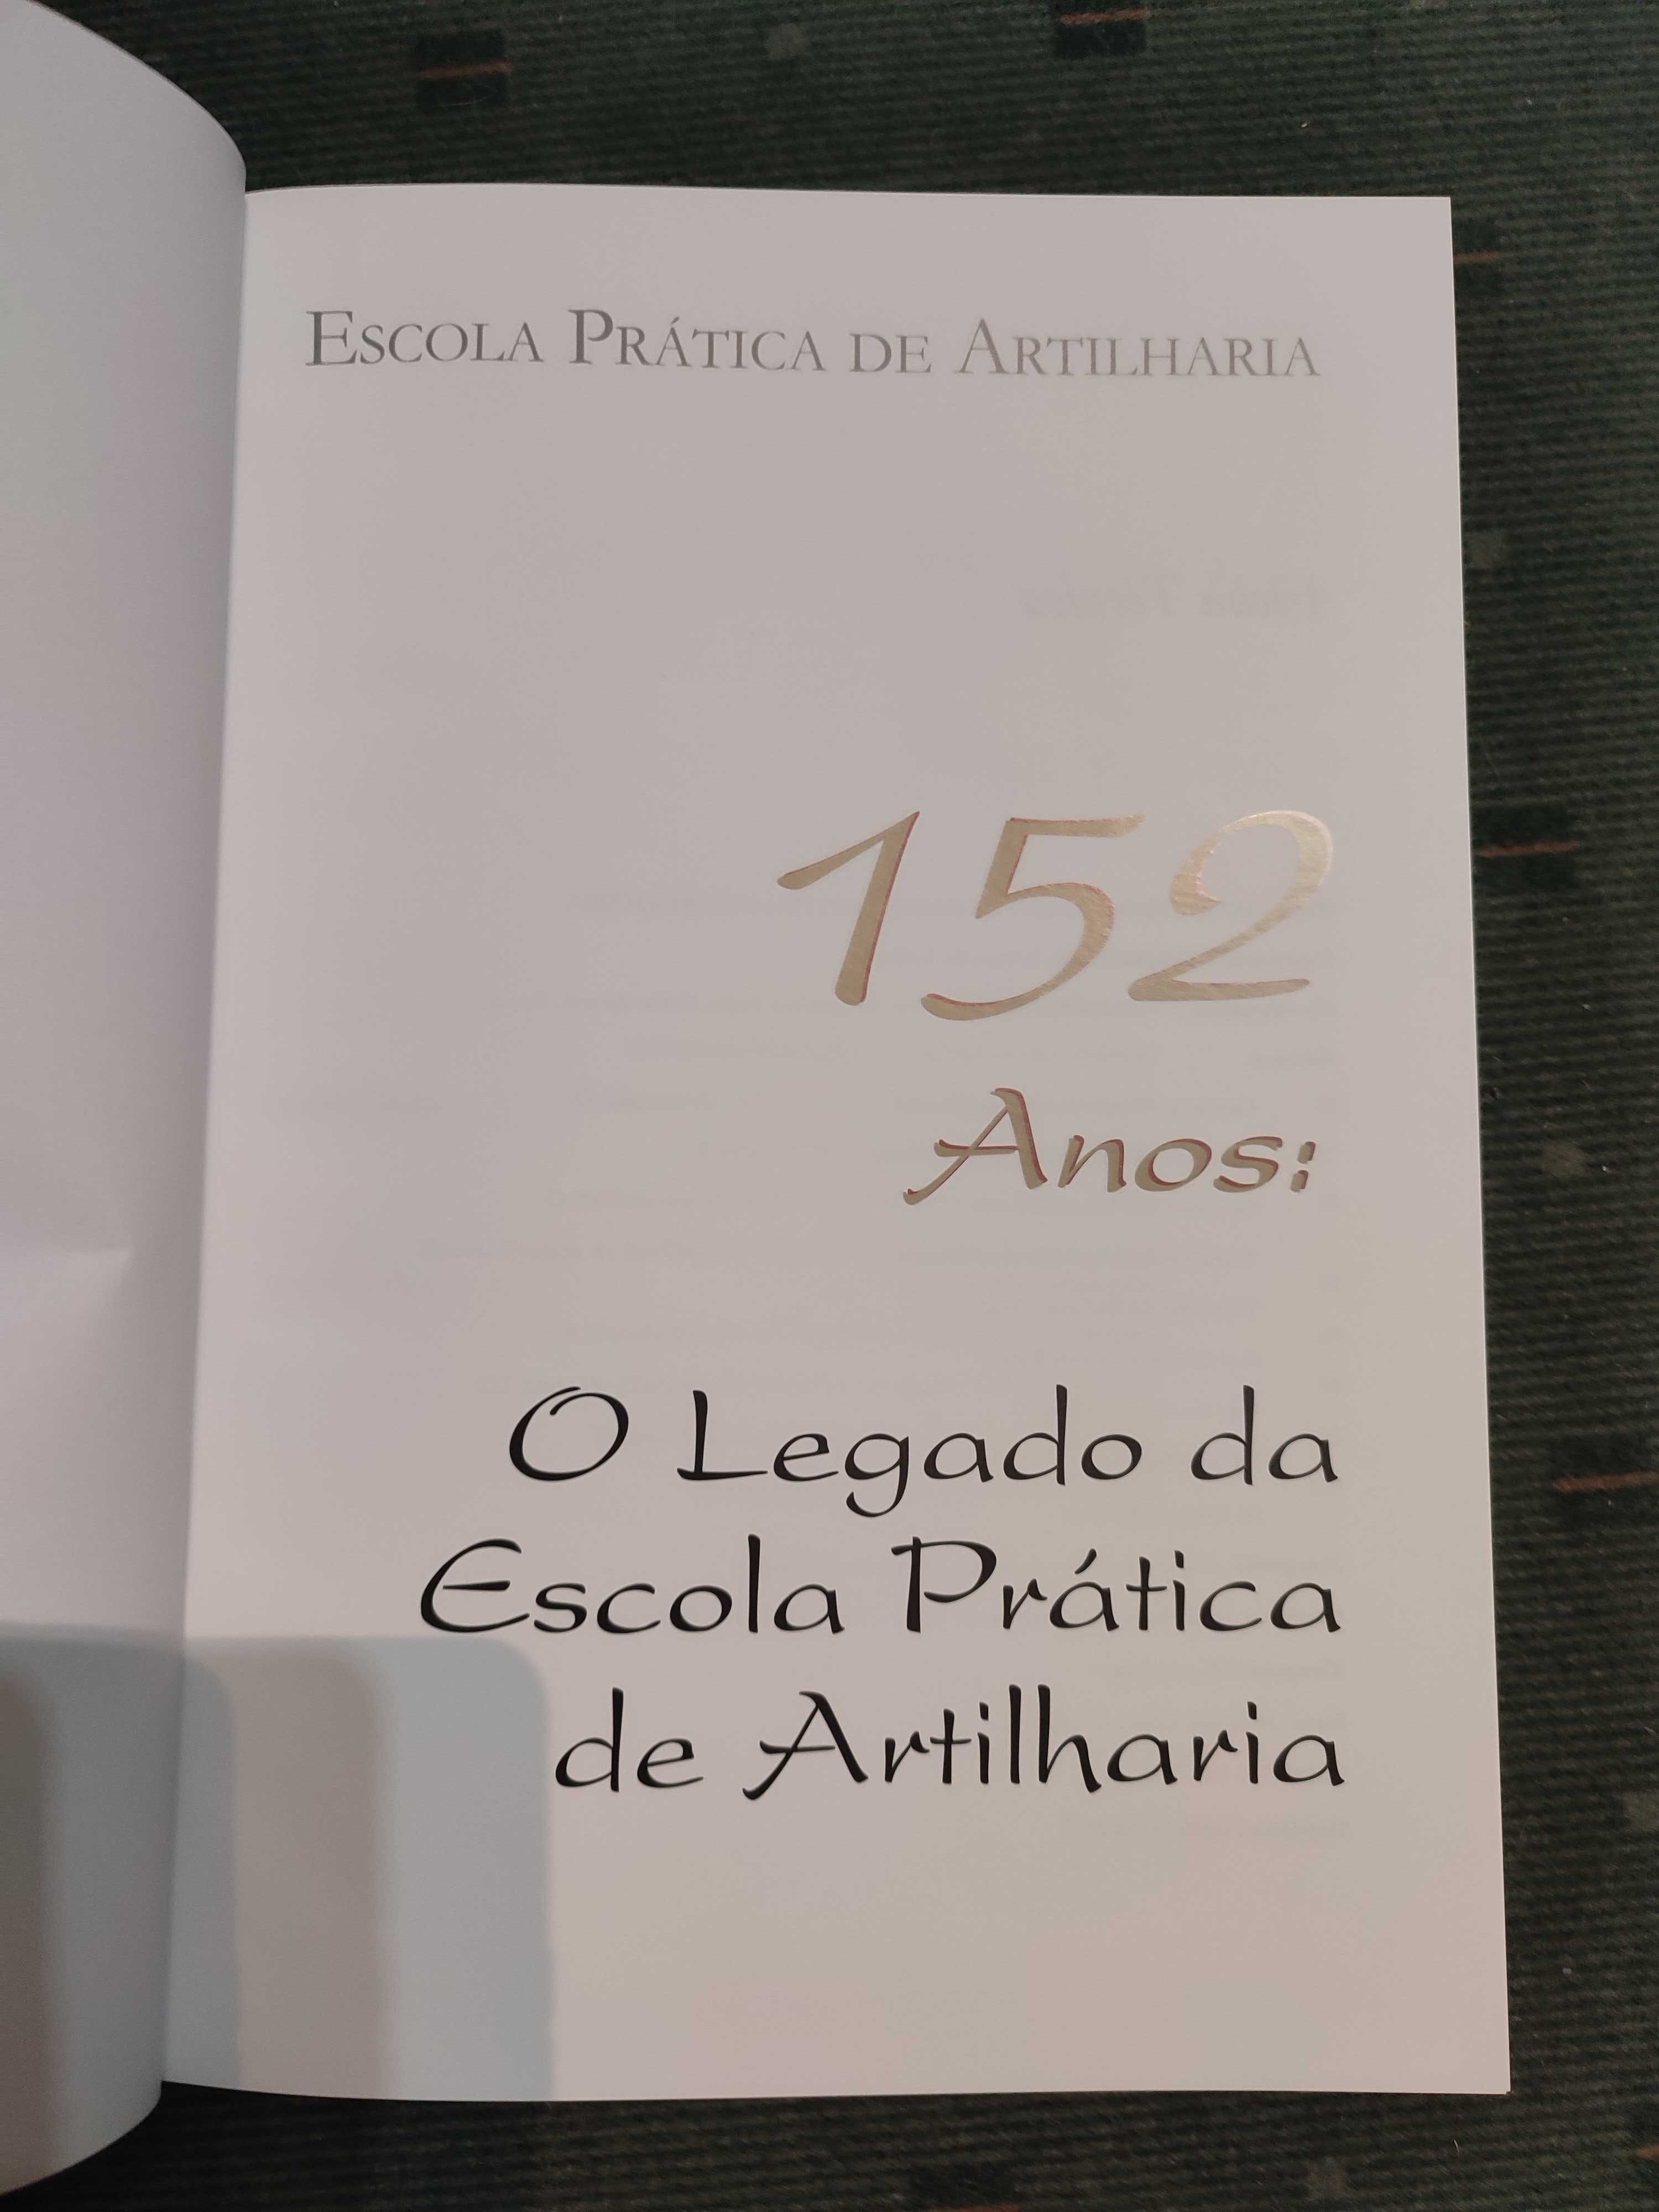 ESCOLA PRÁTICA DE ARTILHARIA
152
Anos:
O Legado da
Escola Prática
de Artilharia